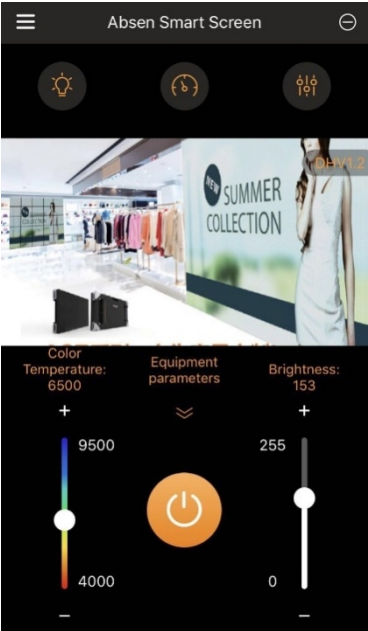 Absen Smart Screen
DHV1.2
NEW SUMMER
COLLECTION
Color
Temperature:
6500
Equipment
parameters
Brightness:
153
+
+
9500
255
4000
0
−
−